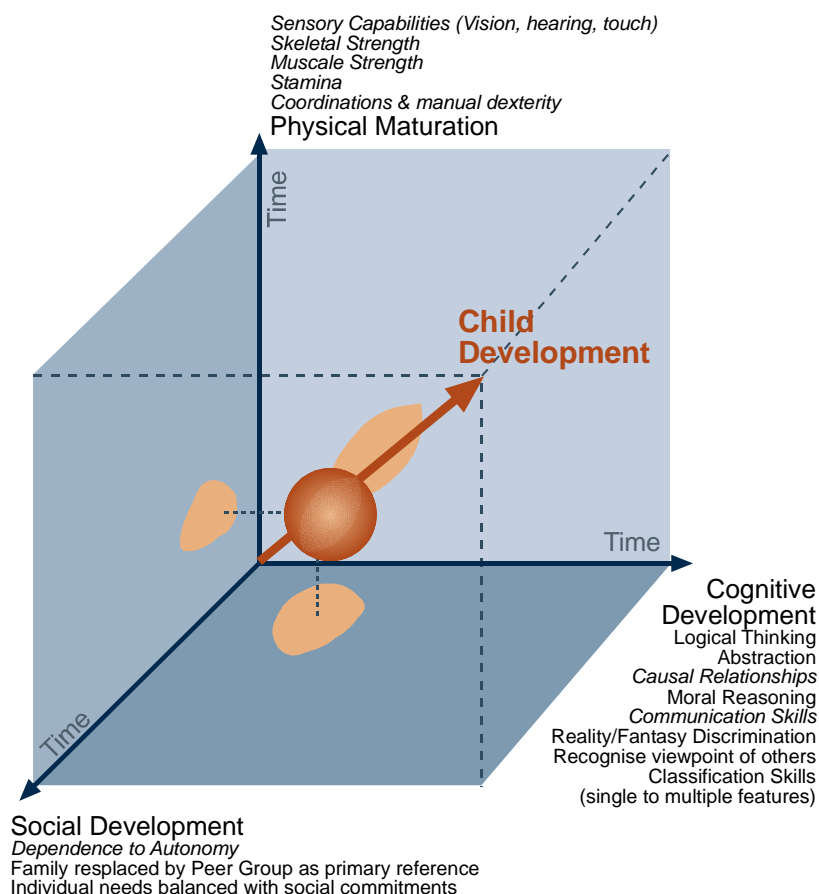 Sensory Capabilities (Vision, hearing, touch)
Skeletal Strength
Muscale Strength
Stamina
Coordinations & manual dexterity
Physical Maturation
Time
Child
Development
Time
Cognitive
Development
Logical Thinking
Abstraction
Causal Relationships
Moral Reasoning
Communication Skills
Reality/Fantasy Discrimination
Recognise viewpoint of others
Classification Skills
(single to multiple features)
Time
Social Development
Dependence to Autonomy
Family resplaced by Peer Group as primary reference
Individual needs balanced with social commitments